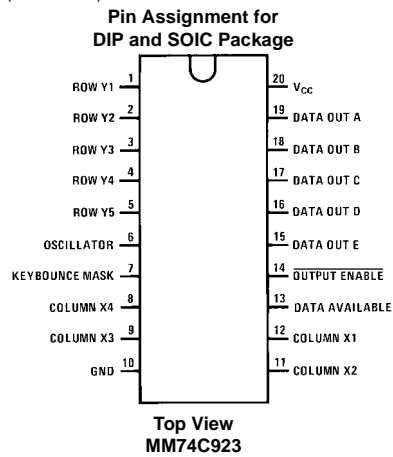 Pin Assignment for
DIP and SOIC Package
ROW Y1 1
ROW Y2 2
ROW Y3 3
ROW Y4 4
ROW Y5 5
OSCILLATOR 6
KEYBOUNCE MASK 7
COLUMN X4 8
COLUMN X3 9
GND 10
20 VCC
19 DATA OUT A
18 DATA OUT B
17 DATA OUT C
16 DATA OUT D
15 DATA OUT E
14 OUTPUT ENABLE
13 DATA AVAILABLE
12 COLUMN X1
11 COLUMN X2
Top View
MM74C923